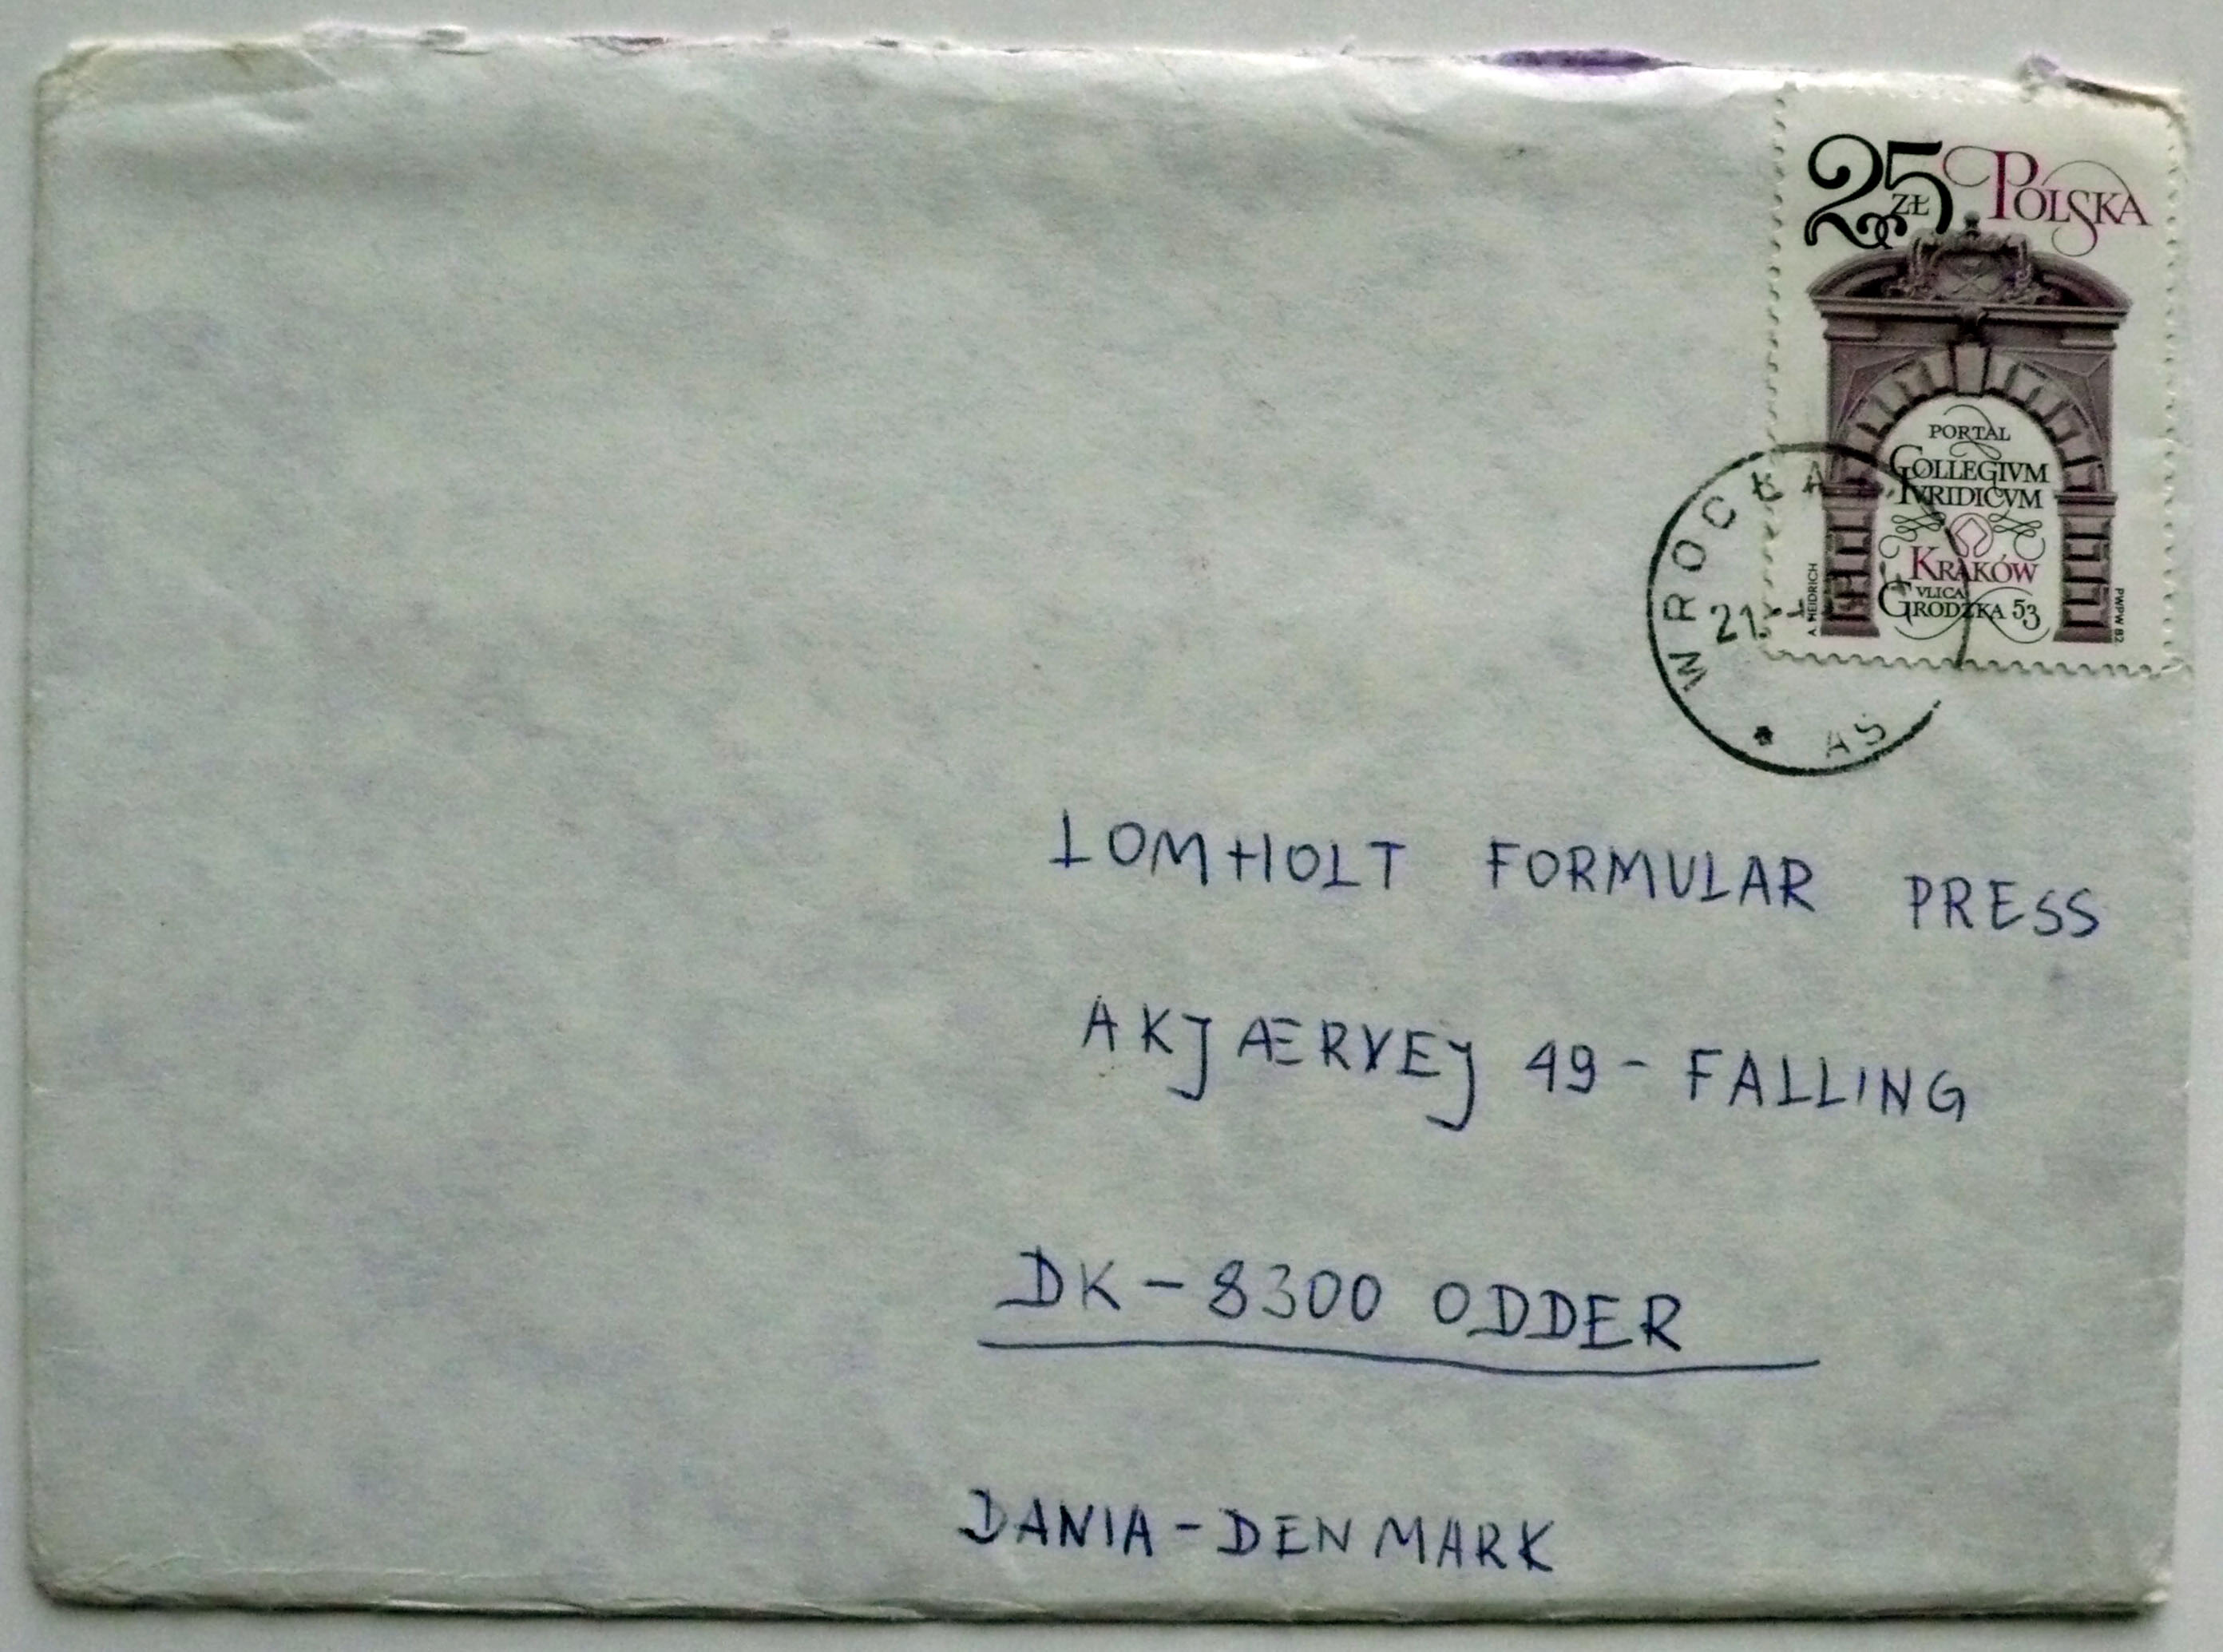 25 ZŁ POLSKA
PORTAL
COLLEGIVM
IVRIDICVM
KRAKÓW
VLICA
GRODZKA 53
A. HEIDRICH
PWPW 82
WROCŁA
21.
AS
LOMHOLT FORMULAR PRESS
AKJÆRVEJ 49 - FALLING
DK - 8300 ODDER
DANIA - DENMARK